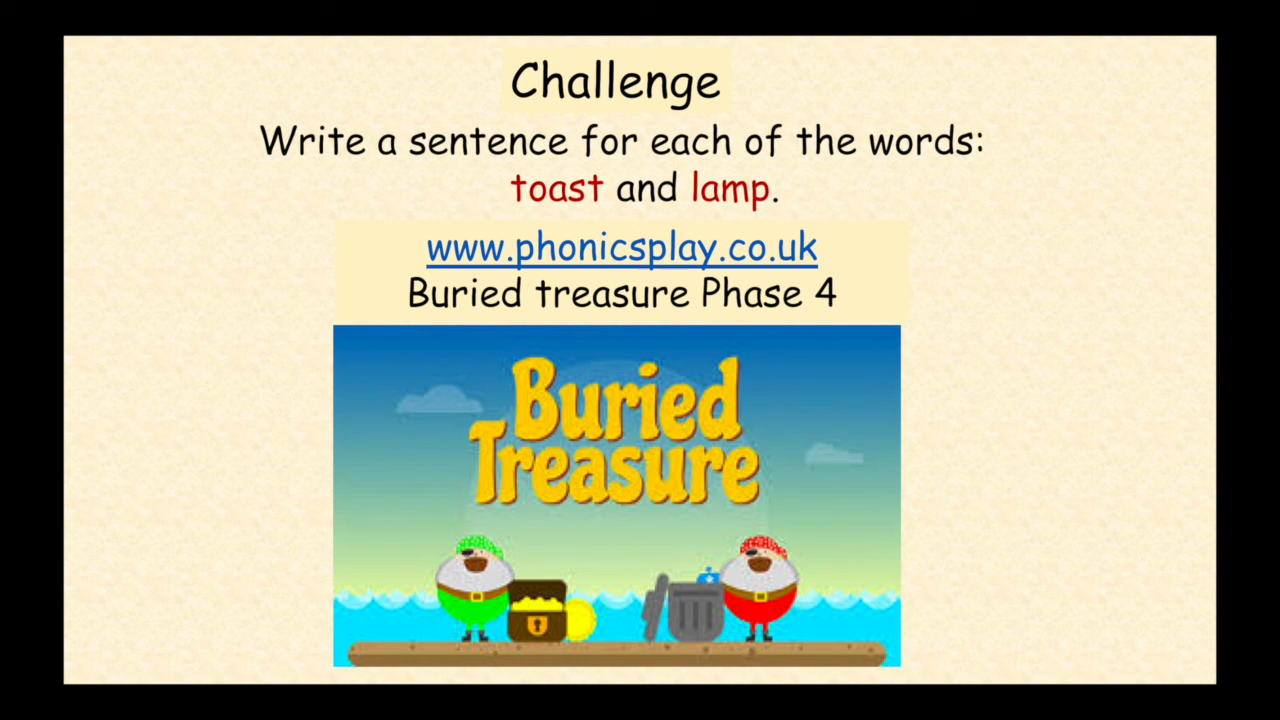 Challenge
Write a sentence for each of the words:
toast and lamp.
www.phonicsplay.co.uk
Buried treasure Phase 4
Buried
Treasure